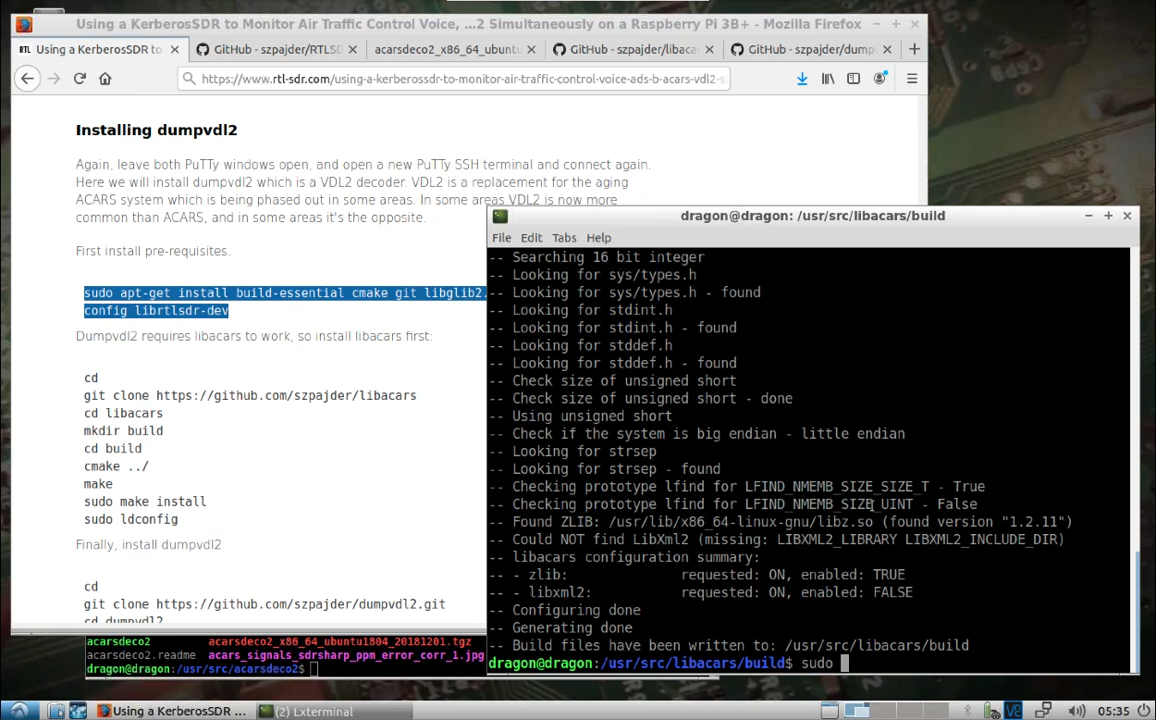 Using a KerberosSDR to Monitor Air Traffic Control Voice, ...2 Simultaneously on a Raspberry Pi 3B+ - Mozilla Firefox
RTL Using a KerberosSDR to
GitHub - szpajder/RTLSD
acarsdeco2_x86_64_ubuntu
GitHub - szpajder/libaca
GitHub - szpajder/dump
https://www.rtl-sdr.com/using-a-kerberossdr-to-monitor-air-traffic-control-voice-ads-b-acars-vdl2-s
Installing dumpvdl2
Again, leave both PuTTy windows open, and open a new PuTTy SSH terminal and connect again.
Here we will install dumpvdl2 which is a VDL2 decoder. VDL2 is a replacement for the aging
ACARS system which is being phased out in some areas. In some areas VDL2 is now more
common than ACARS, and in some areas it's the opposite.
First install pre-requisites.
sudo apt-get install build-essential cmake git libglib2.
config librtlsdr-dev
Dumpvdl2 requires libacars to work, so install libacars first:
cd
git clone https://github.com/szpajder/libacars
cd libacars
mkdir build
cd build
cmake ../
make
sudo make install
sudo ldconfig
Finally, install dumpvdl2
cd
git clone https://github.com/szpajder/dumpvdl2.git
cd dumpvdl2
dragon@dragon: /usr/src/libacars/build
File Edit Tabs Help
-- Searching 16 bit integer
-- Looking for sys/types.h
-- Looking for sys/types.h - found
-- Looking for stdint.h
-- Looking for stdint.h - found
-- Looking for stddef.h
-- Looking for stddef.h - found
-- Check size of unsigned short
-- Check size of unsigned short - done
-- Using unsigned short
-- Check if the system is big endian - little endian
-- Looking for strsep
-- Looking for strsep - found
-- Checking prototype lfind for LFIND_NMEMB_SIZE_SIZE_T - True
-- Checking prototype lfind for LFIND_NMEMB_SIZE_UINT - False
-- Found ZLIB: /usr/lib/x86_64-linux-gnu/libz.so (found version "1.2.11")
-- Could NOT find LibXml2 (missing: LIBXML2_LIBRARY LIBXML2_INCLUDE_DIR)
-- libacars configuration summary:
-- - zlib: requested: ON, enabled: TRUE
-- - libxml2: requested: ON, enabled: FALSE
-- Configuring done
-- Generating done
-- Build files have been written to: /usr/src/libacars/build
dragon@dragon:/usr/src/libacars/build$ sudo
acarsdeco2 acarsdeco2_x86_64_ubuntu1804_20181201.tgz
acarsdeco2.readme acars_signals_sdrsharp_ppm_error_corr_1.jpg
dragon@dragon:/usr/src/acarsdeco2$
Using a KerberosSDR to Monitor ...
(2) Lxterminal
05:35